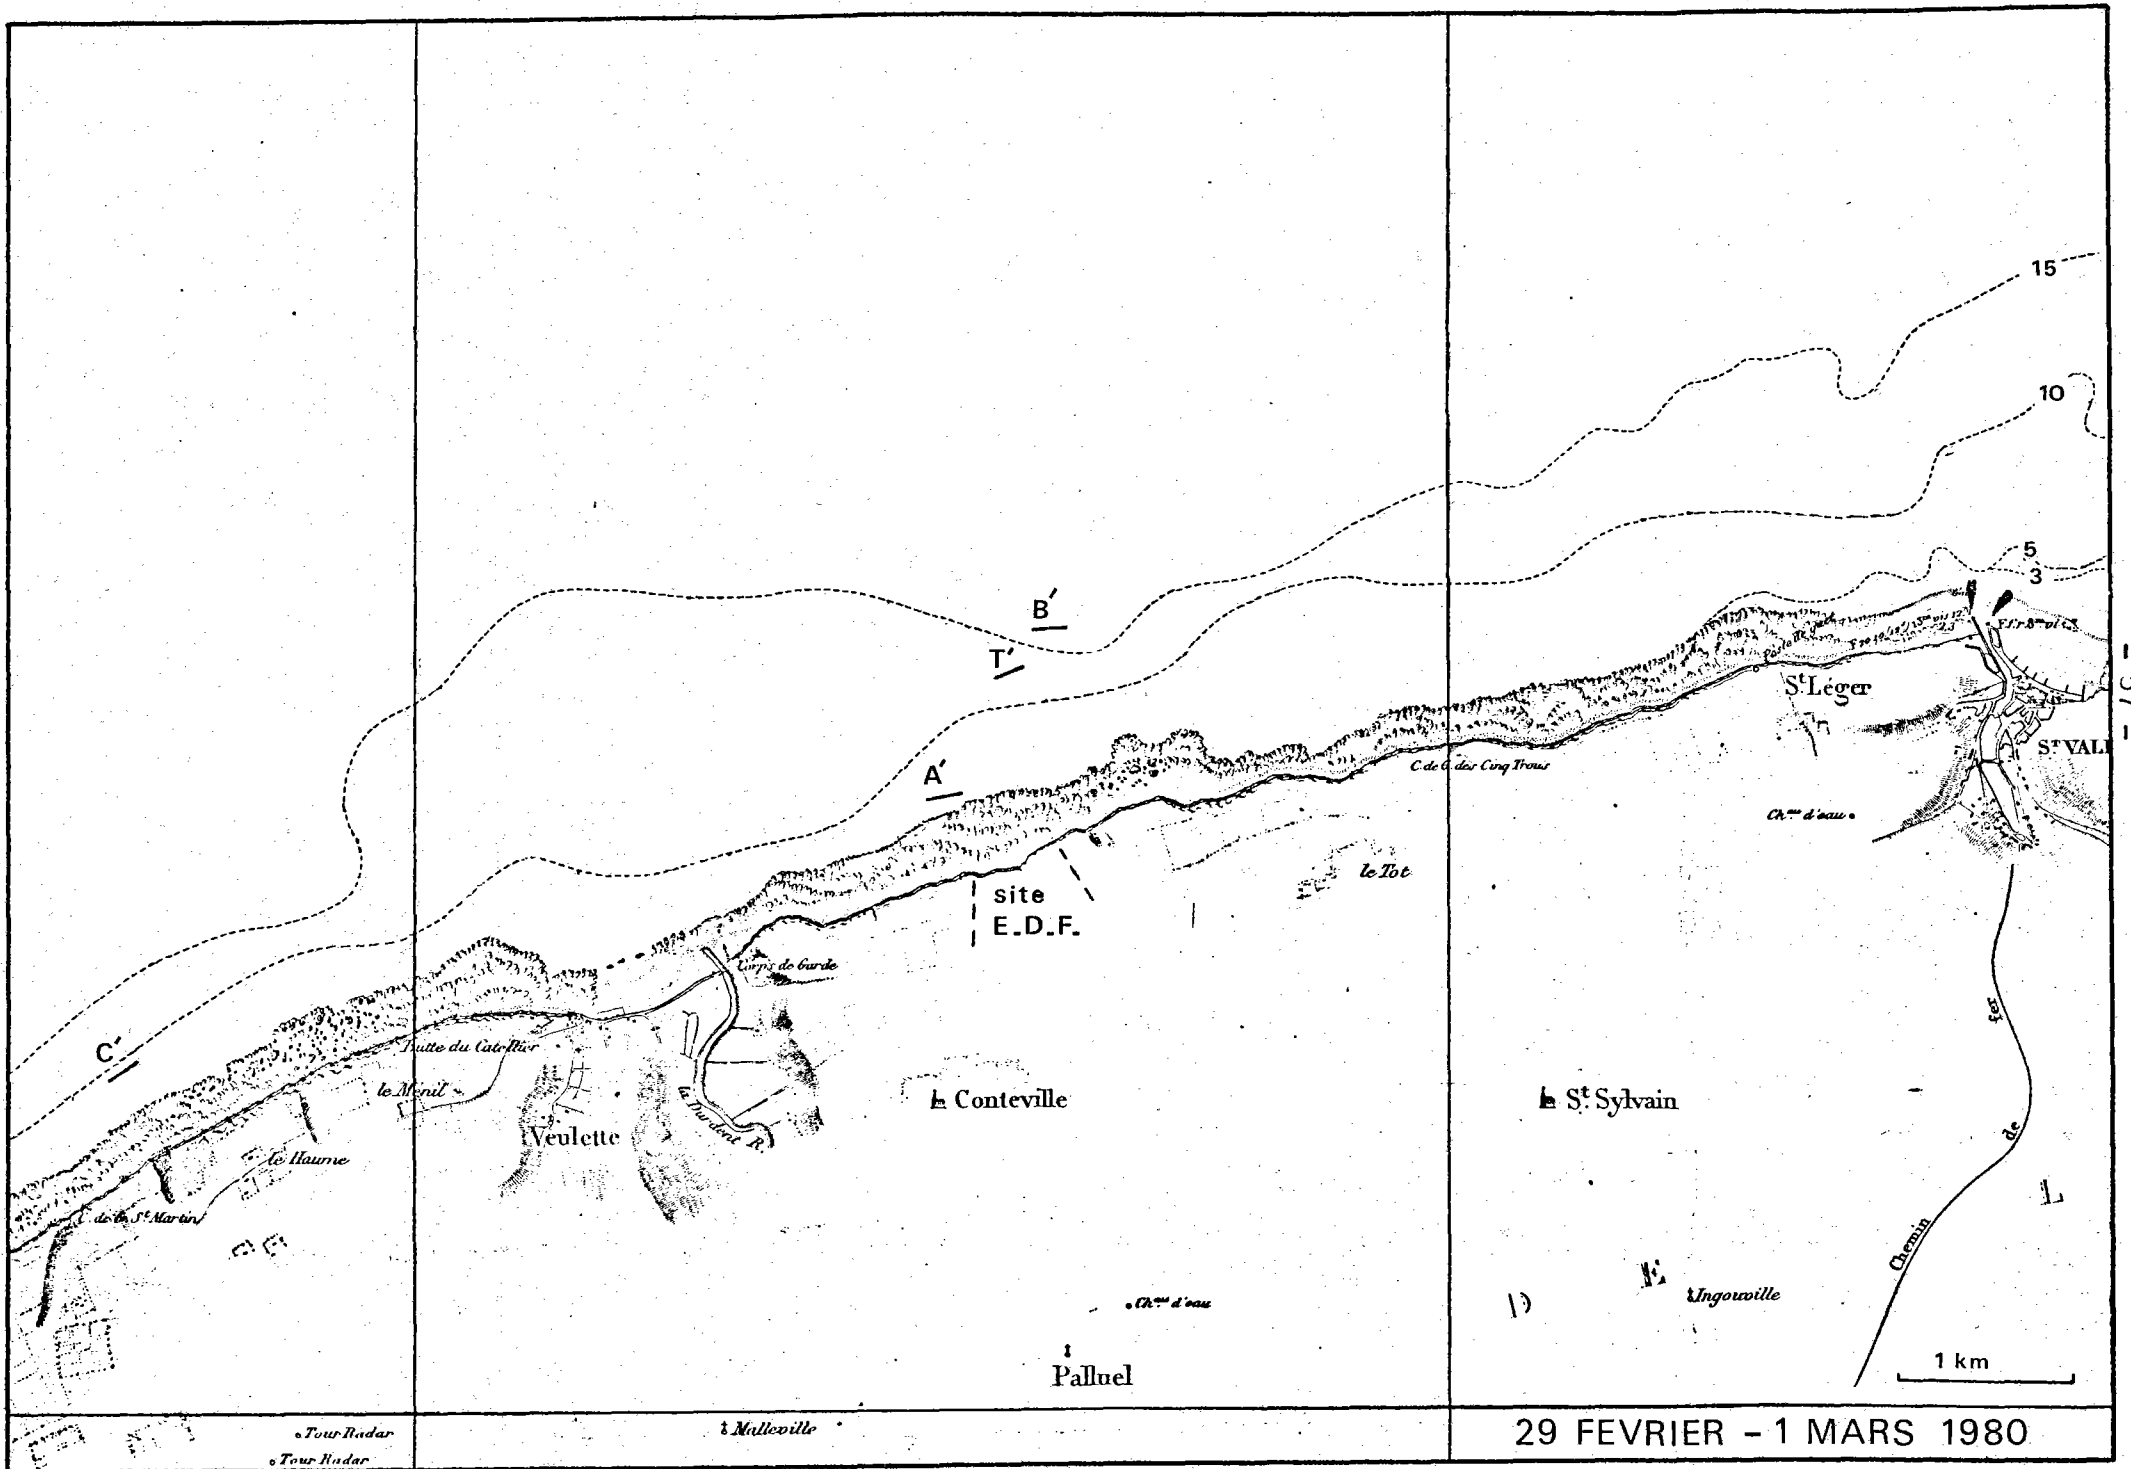 15
10
5
3
B′
T′
A′
C′
St Léger
St VAL
C de G des Cinq Trous
Chau d'eau
le Tot
site
E.D.F.
Corps de Garde
Butte du Catellier
le Ménil
Veulette
la Durdent R.
Conteville
St Sylvain
le Haume
C. de G. St Martin
fer
de
Chemin
L
E
D
Ingouville
Chau d'eau
Palluel
1 km
Tour Radar
Tour Radar
Malleville
29 FEVRIER - 1 MARS 1980